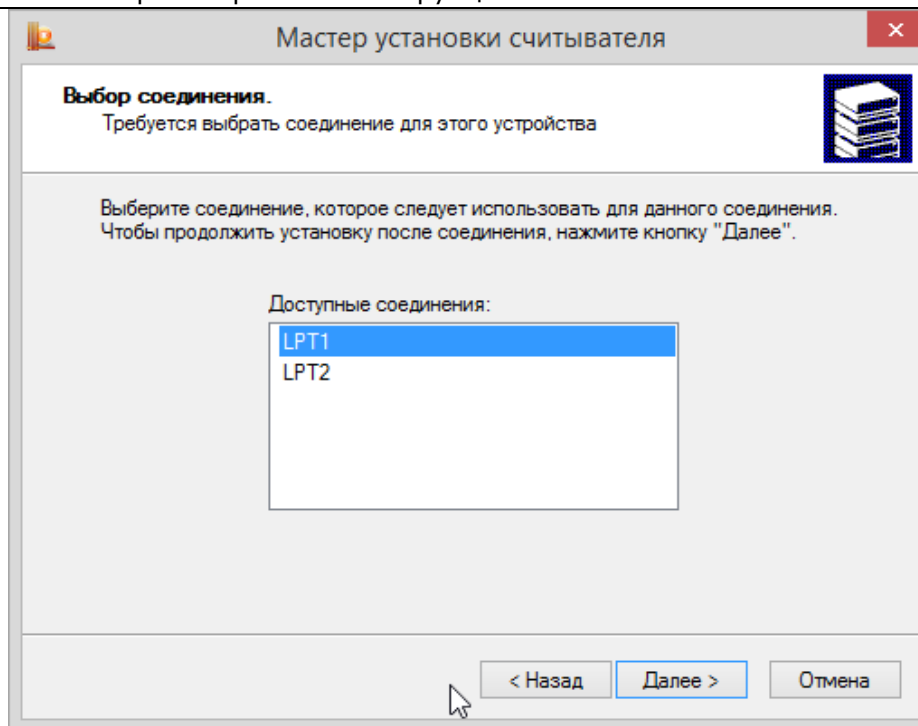 Мастер установки считывателя
Выбор соединения.
Требуется выбрать соединение для этого устройства
Выберите соединение, которое следует использовать для данного соединения.
Чтобы продолжить установку после соединения, нажмите кнопку "Далее".
Доступные соединения:
LPT1
LPT2
< Назад
Далее >
Отмена